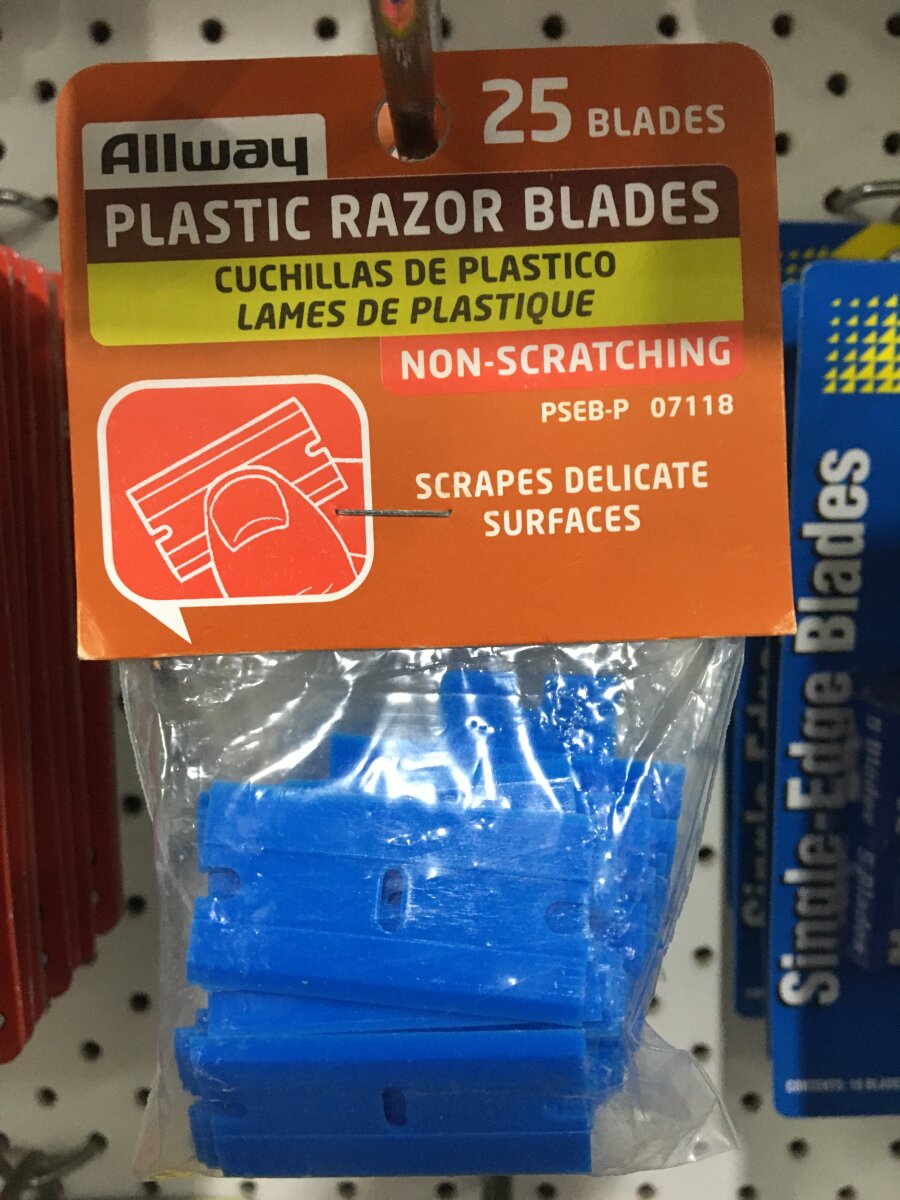 25 BLADES
Allway
PLASTIC RAZOR BLADES
CUCHILLAS DE PLASTICO
LAMES DE PLASTIQUE
NON-SCRATCHING
PSEB-P 07118
SCRAPES DELICATE
SURFACES
Single-Edge Blades